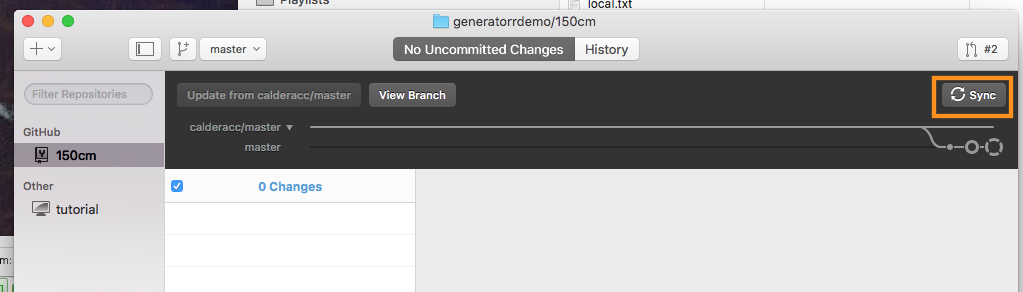 Playlists
local.txt
generatorrdemo/150cm
master
No Uncommitted Changes
History
#2
Filter Repositories
Update from calderacc/master
View Branch
Sync
GitHub
calderacc/master
master
150cm
Other
0 Changes
tutorial
m: